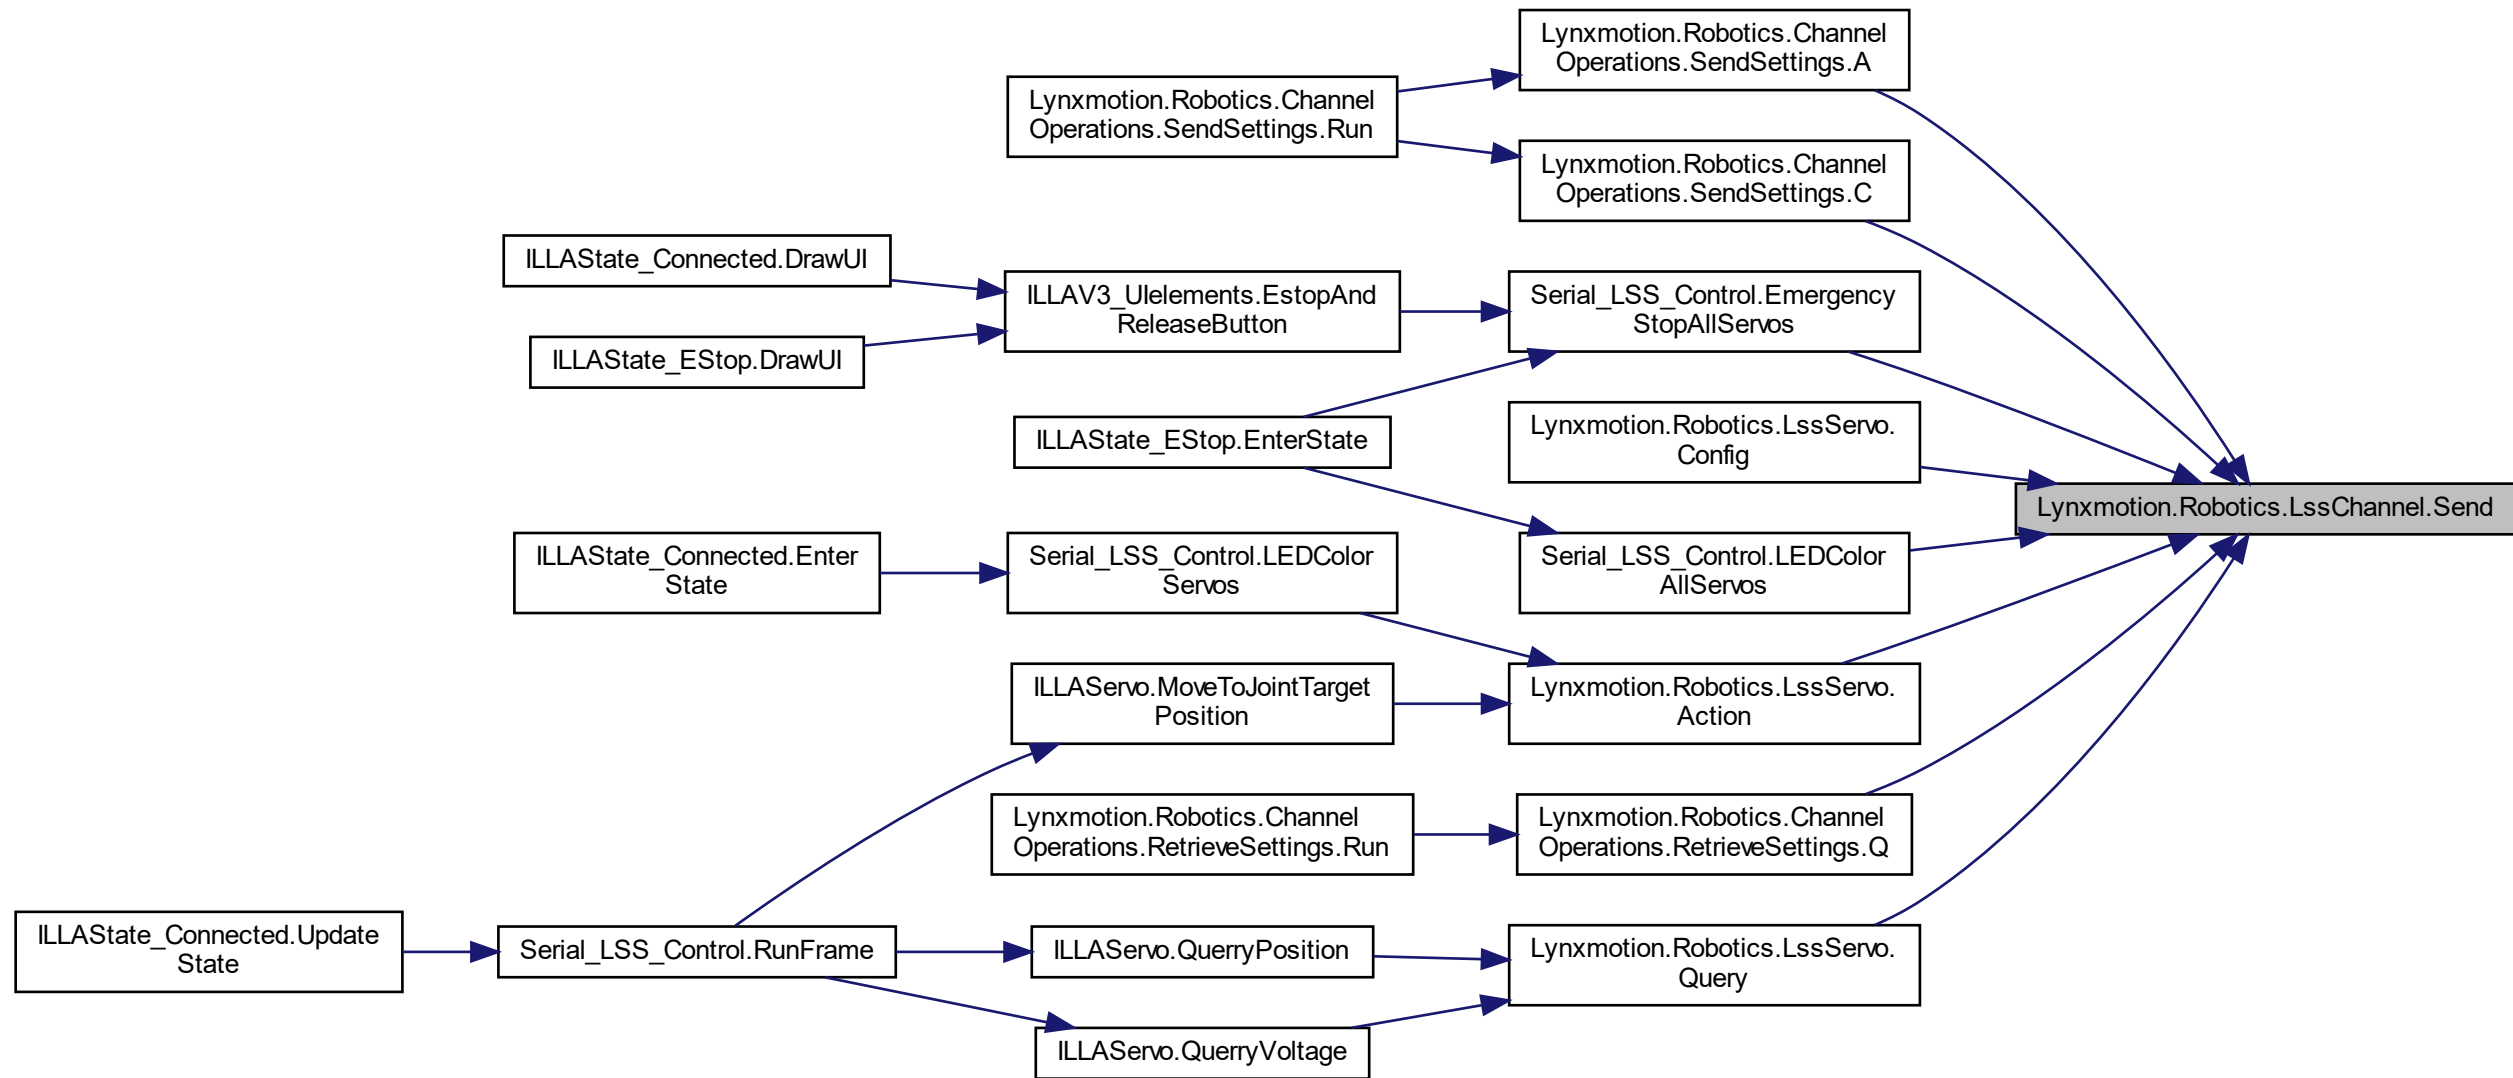 Lynxmotion.Robotics.Channel
Operations.SendSettings.A
Lynxmotion.Robotics.Channel
Operations.SendSettings.Run
Lynxmotion.Robotics.Channel
Operations.SendSettings.C
ILLAState_Connected.DrawUI
ILLAV3_UIelements.EstopAnd
ReleaseButton
Serial_LSS_Control.Emergency
StopAllServos
ILLAState_EStop.DrawUI
ILLAState_EStop.EnterState
Lynxmotion.Robotics.LssServo.
Config
Lynxmotion.Robotics.LssChannel.Send
ILLAState_Connected.Enter
State
Serial_LSS_Control.LEDColor
Servos
Serial_LSS_Control.LEDColor
AllServos
ILLAServo.MoveToJointTarget
Position
Lynxmotion.Robotics.LssServo.
Action
Lynxmotion.Robotics.Channel
Operations.RetrieveSettings.Run
Lynxmotion.Robotics.Channel
Operations.RetrieveSettings.Q
ILLAState_Connected.Update
State
Serial_LSS_Control.RunFrame
ILLAServo.QuerryPosition
Lynxmotion.Robotics.LssServo.
Query
ILLAServo.QuerryVoltage